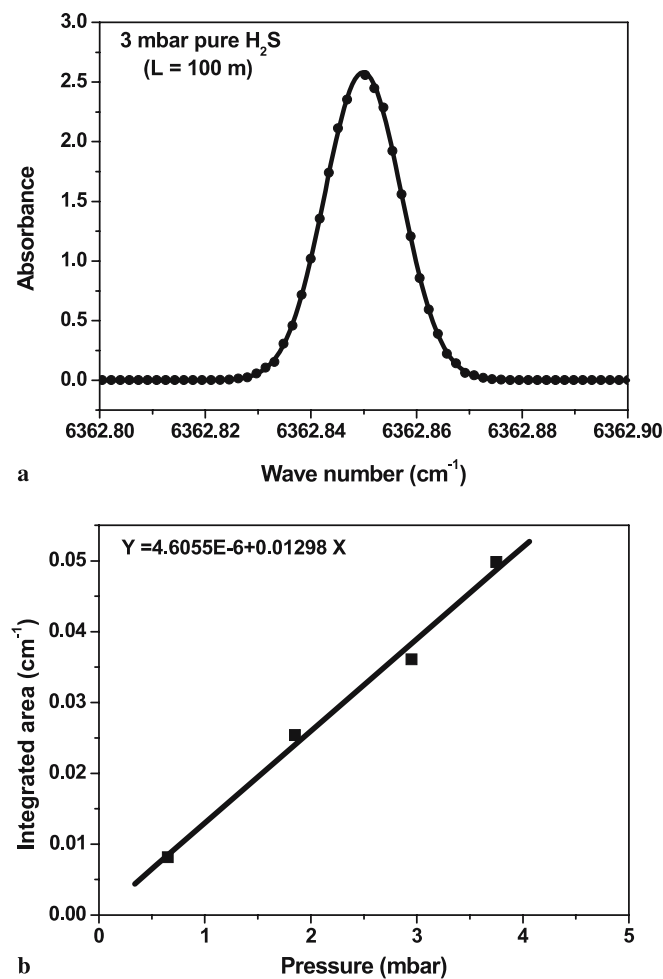 3 mbar pure H₂S
(L = 100 m)
Absorbance
3.0
2.5
2.0
1.5
1.0
0.5
0.0
6362.80 6362.82 6362.84 6362.86 6362.88 6362.90
Wave number (cm⁻¹)
a
Y =4.6055E-6+0.01298 X
Integrated area (cm⁻¹)
0.05
0.04
0.03
0.02
0.01
0.00
0 1 2 3 4 5
Pressure (mbar)
b